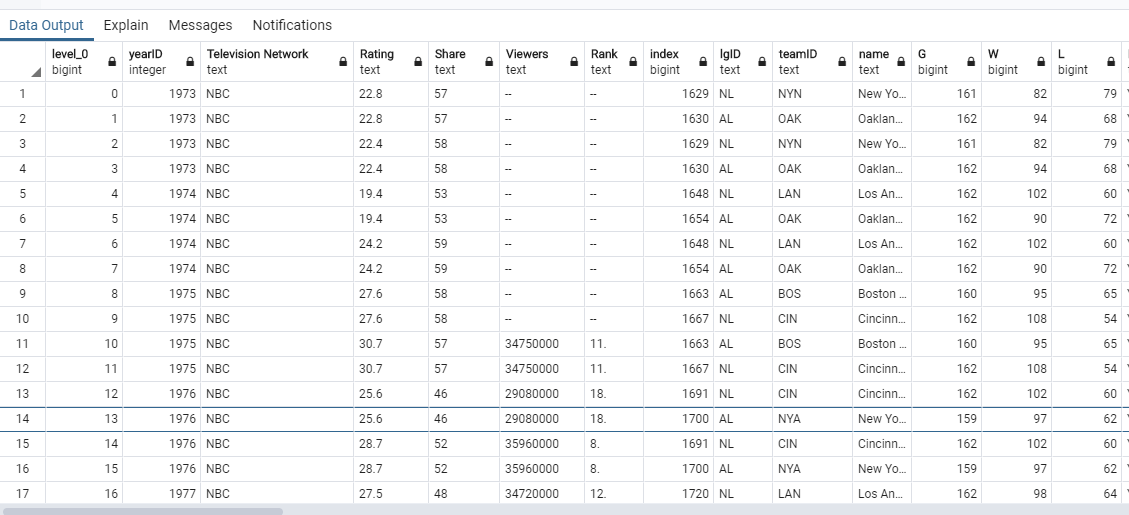 Data Output Explain Messages Notifications
level_0 yearID Television Network Rating Share Viewers Rank index lgID teamID name G W L
bigint integer text text text text text bigint text text text bigint bigint bigint
1 0 1973 NBC 22.8 57 -- -- 1629 NL NYN New Yo... 161 82 79
2 1 1973 NBC 22.8 57 -- -- 1630 AL OAK Oaklan... 162 94 68
3 2 1973 NBC 22.4 58 -- -- 1629 NL NYN New Yo... 161 82 79
4 3 1973 NBC 22.4 58 -- -- 1630 AL OAK Oaklan... 162 94 68
5 4 1974 NBC 19.4 53 -- -- 1648 NL LAN Los An... 162 102 60
6 5 1974 NBC 19.4 53 -- -- 1654 AL OAK Oaklan... 162 90 72
7 6 1974 NBC 24.2 59 -- -- 1648 NL LAN Los An... 162 102 60
8 7 1974 NBC 24.2 59 -- -- 1654 AL OAK Oaklan... 162 90 72
9 8 1975 NBC 27.6 58 -- -- 1663 AL BOS Boston ... 160 95 65
10 9 1975 NBC 27.6 58 -- -- 1667 NL CIN Cincinn... 162 108 54
11 10 1975 NBC 30.7 57 34750000 11. 1663 AL BOS Boston ... 160 95 65
12 11 1975 NBC 30.7 57 34750000 11. 1667 NL CIN Cincinn... 162 108 54
13 12 1976 NBC 25.6 46 29080000 18. 1691 NL CIN Cincinn... 162 102 60
14 13 1976 NBC 25.6 46 29080000 18. 1700 AL NYA New Yo... 159 97 62
15 14 1976 NBC 28.7 52 35960000 8. 1691 NL CIN Cincinn... 162 102 60
16 15 1976 NBC 28.7 52 35960000 8. 1700 AL NYA New Yo... 159 97 62
17 16 1977 NBC 27.5 48 34720000 12. 1720 NL LAN Los An... 162 98 64